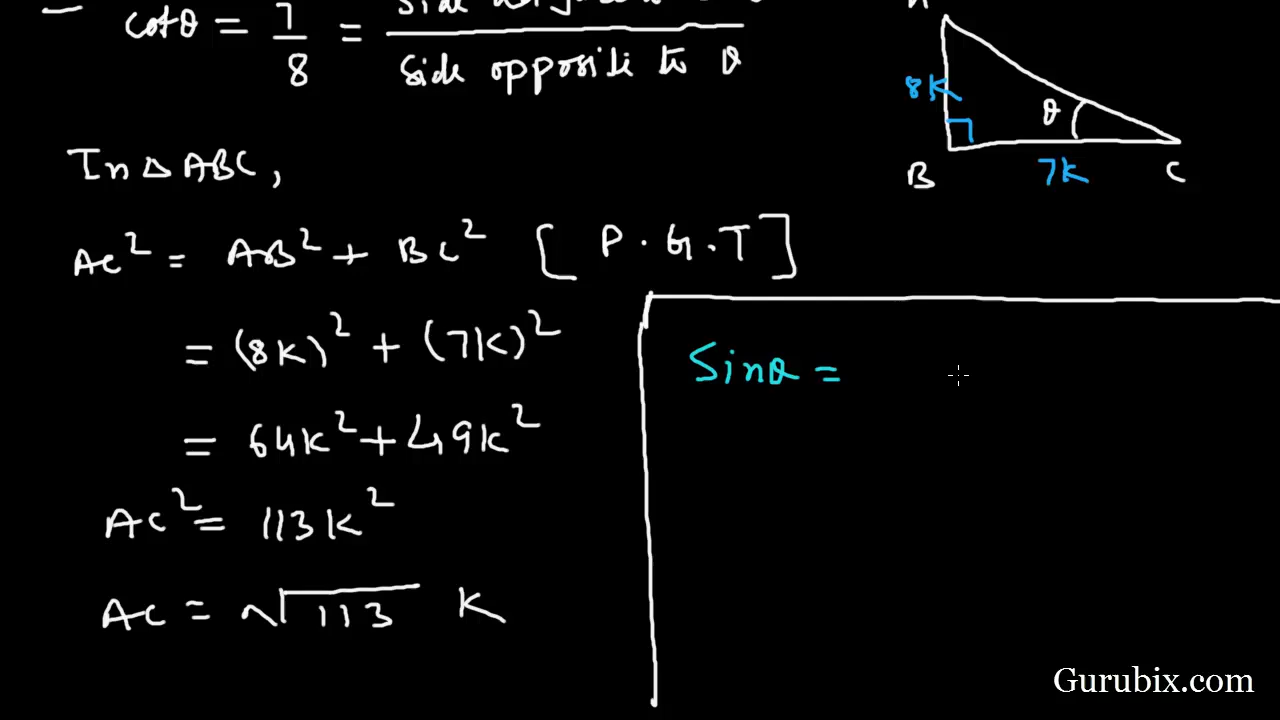 cotθ = 7/8 = side / side opposite to θ
8K
θ
B
7K
C
In △ ABC,
AC² = AB² + BC² [P.G.T]
= (8K)² + (7K)²
= 64K² + 49K²
AC² = 113K²
AC = √113 K
Sinθ =
Gurubix.com